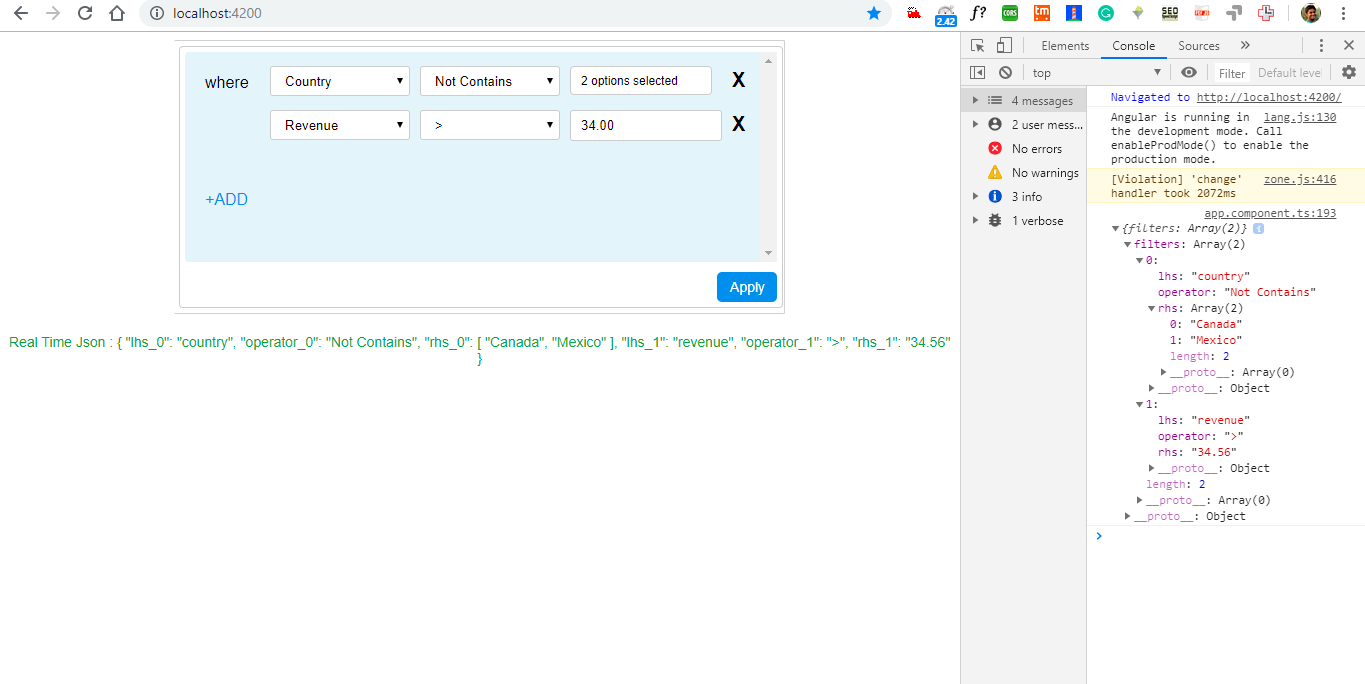 localhost:4200
2.42
f?
CORS
tm
SEO
where
Country
Not Contains
2 options selected
X
Revenue
>
34.00
X
+ADD
Apply
Real Time Json : { "lhs_0": "country", "operator_0": "Not Contains", "rhs_0": [ "Canada", "Mexico" ], "lhs_1": "revenue", "operator_1": ">", "rhs_1": "34.56"
}
Elements
Console
Sources
»
top
Filter
Default leve
4 messages
2 user mess...
No errors
No warnings
3 info
1 verbose
Navigated to http://localhost:4200/
Angular is running in lang.js:130
the development mode. Call
enableProdMode() to enable the
production mode.
[Violation] 'change' zone.js:416
handler took 2072ms
app.component.ts:193
{filters: Array(2)}
filters: Array(2)
0:
lhs: "country"
operator: "Not Contains"
rhs: Array(2)
0: "Canada"
1: "Mexico"
length: 2
__proto__: Array(0)
__proto__: Object
1:
lhs: "revenue"
operator: ">"
rhs: "34.56"
__proto__: Object
length: 2
__proto__: Array(0)
__proto__: Object